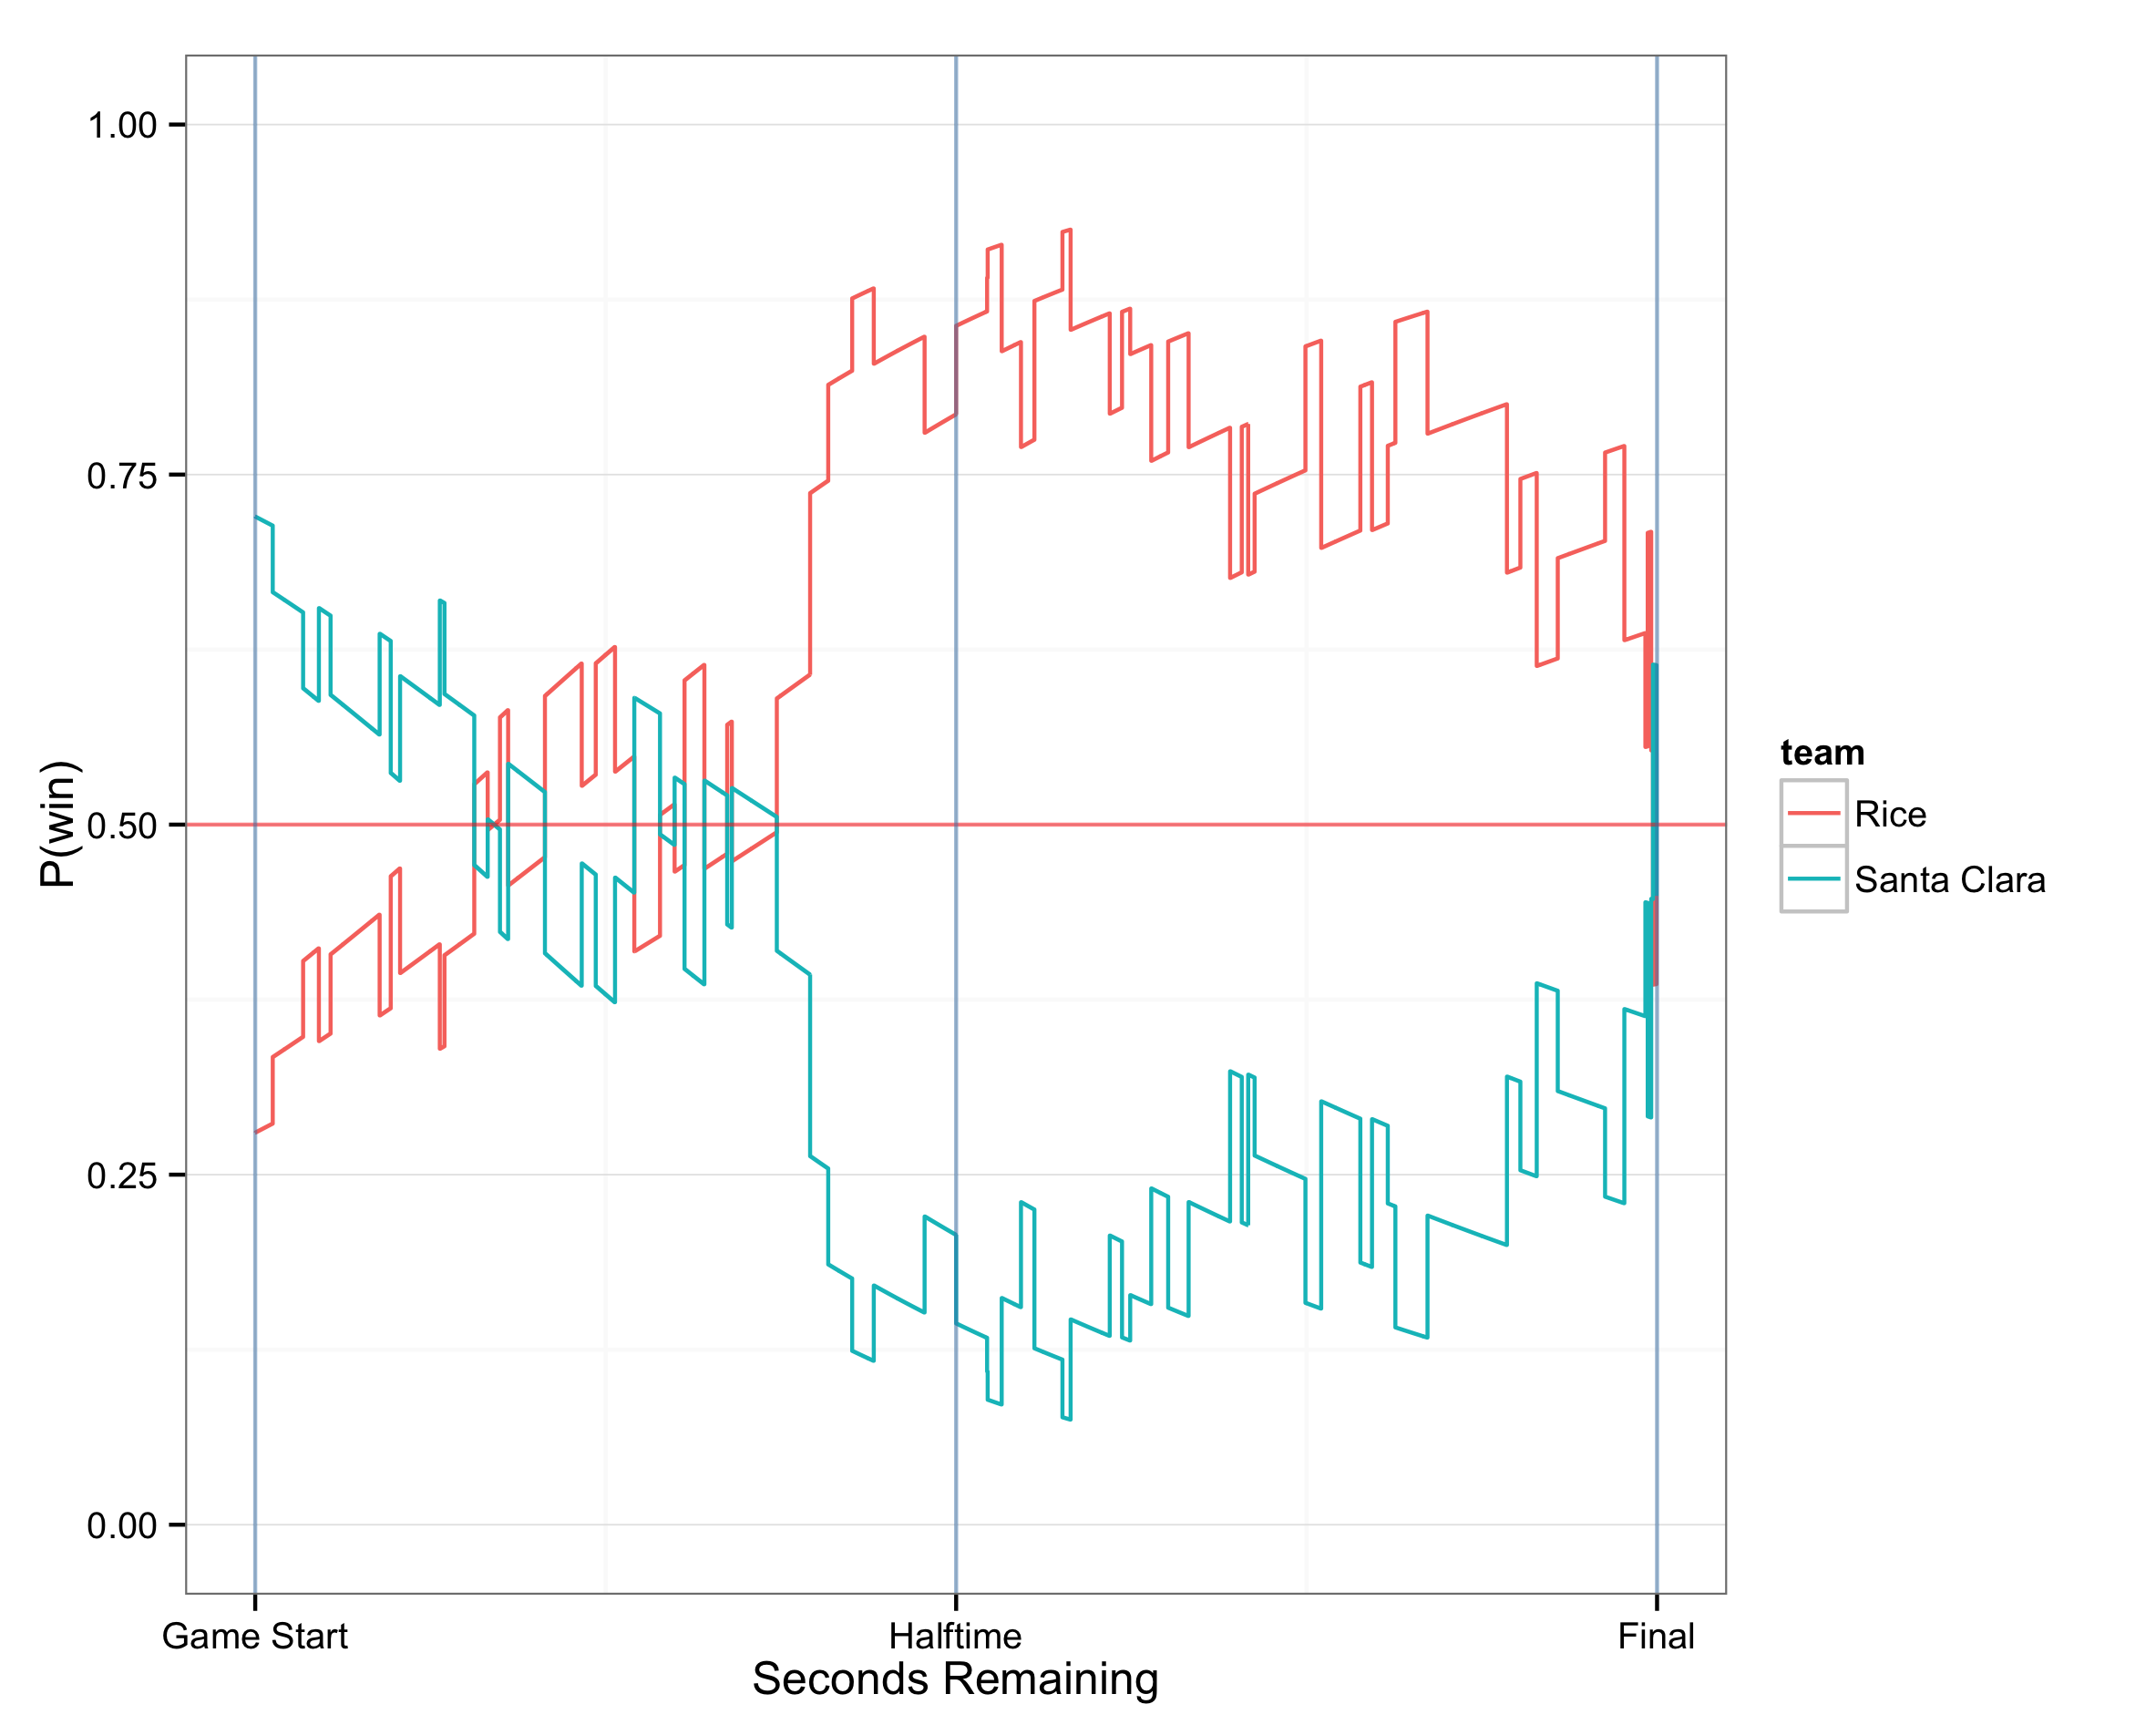 1.00
0.75
0.50
0.25
0.00
P(win)
Game Start
Halftime
Final
Seconds Remaining
team
Rice
Santa Clara